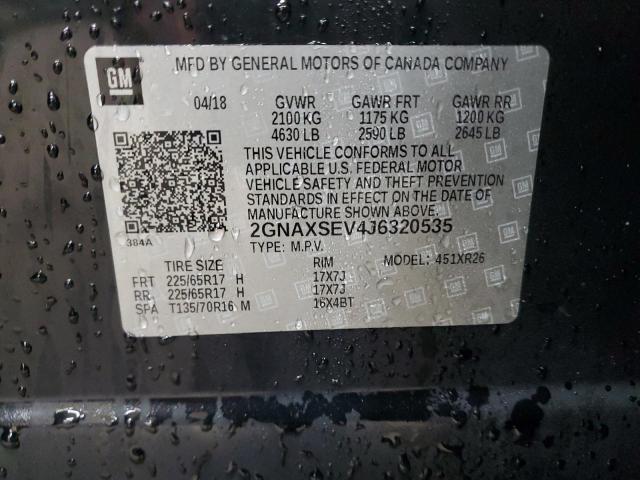 GM
MFD BY GENERAL MOTORS OF CANADA COMPANY
04/18 GVWR GAWR FRT GAWR RR
2100 KG 1175 KG 1200 KG
4630 LB 2590 LB 2645 LB
THIS VEHICLE CONFORMS TO ALL
APPLICABLE U.S. FEDERAL MOTOR
VEHICLE SAFETY AND THEFT PREVENTION
STANDARDS IN EFFECT ON THE DATE OF
MANUFACTURE SHOWN ABOVE.
384A 2GNAXSEV4J6320535
TYPE: M.P.V. MODEL: 451XR26
TIRE SIZE RIM
FRT 225/65R17 H 17X7J
RR 225/65R17 H 17X7J
SPA T135/70R16 M 16X4BT